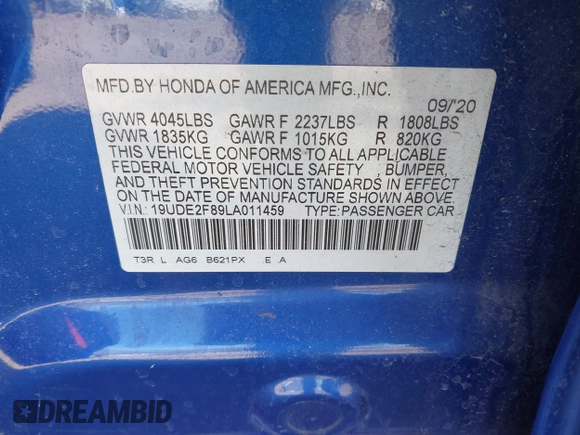 MFD.BY HONDA OF AMERICA MFG.,INC.
09/'20
GVWR 4045LBS GAWR F 2237LBS R 1808LBS
GVWR 1835KG GAWR F 1015KG R 820KG
THIS VEHICLE CONFORMS TO ALL APPLICABLE
FEDERAL MOTOR VEHICLE SAFETY , BUMPER,
AND THEFT PREVENTION STANDARDS IN EFFECT
ON THE DATE OF MANUFACTURE SHOWN ABOVE.
V.I.N.: 19UDE2F89LA011459 TYPE:PASSENGER CAR
T3R L AG6 B621PX .E .A
DREAMBID